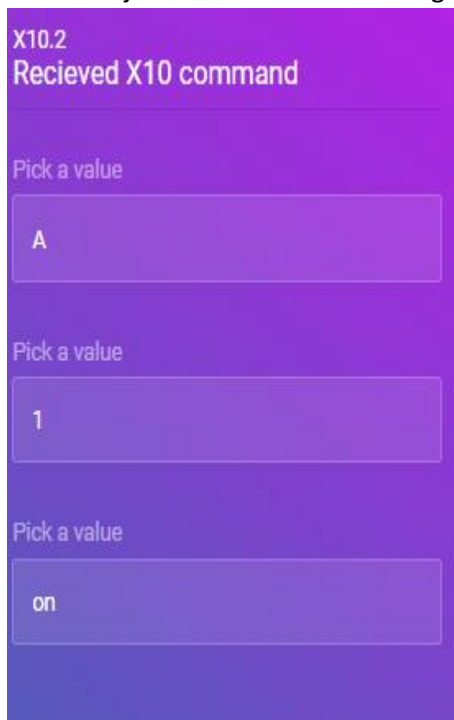 X10.2
Recieved X10 command
Pick a value
A
Pick a value
1
Pick a value
on